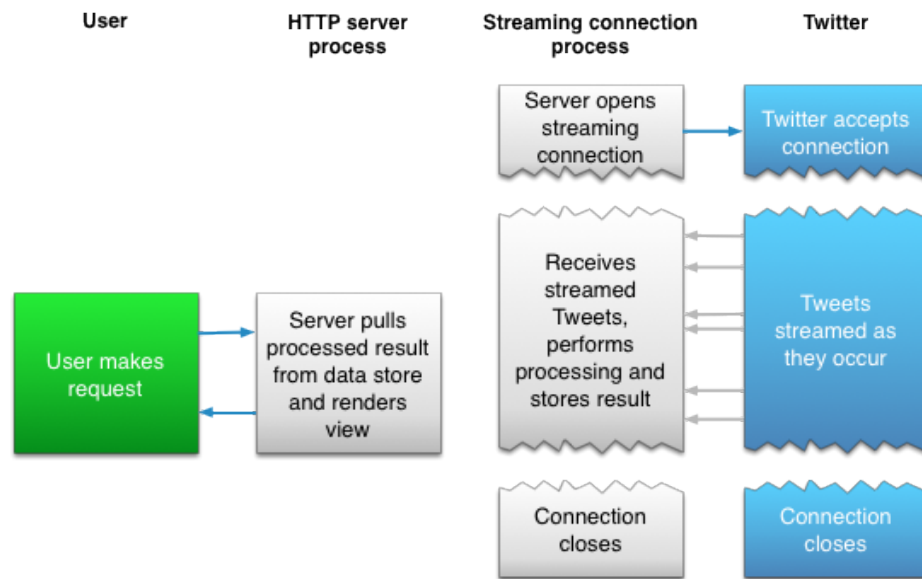 User
HTTP server
process
Streaming connection
process
Twitter
Server opens
streaming
connection
Twitter accepts
connection
User makes
request
Server pulls
processed result
from data store
and renders
view
Receives
streamed
Tweets,
performs
processing and
stores result
Tweets
streamed as
they occur
Connection
closes
Connection
closes